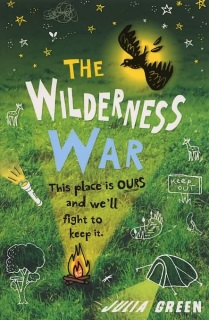 THE
WILDERNESS
WAR
This place is OURS
and we'll
fight to
keep it.
KEEP
OUT
JULIA GREEN